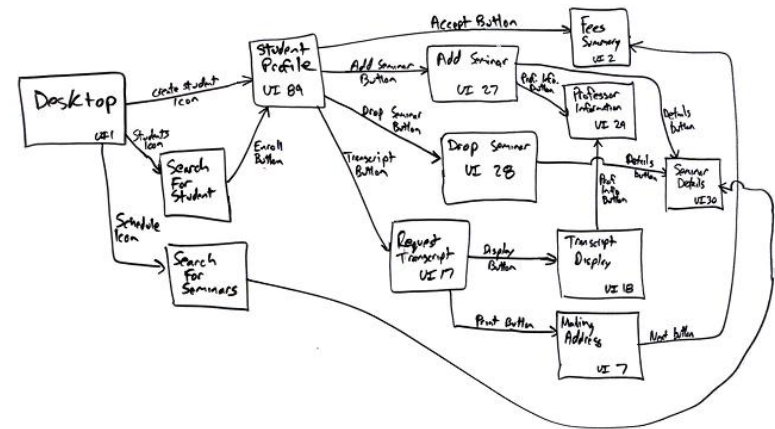 Desktop
UI 1
Create Student
Icon
Students
Icon
Search
For
Student
Schedule
Icon
Search
For
Seminars
Enroll
Button
Student
Profile
UI 89
Accept Button
Fees
Summary
UI 2
Add Seminar
Button
Add Seminar
UI 27
Prof. Info.
Button
Professor
Information
UI 29
Details
Button
Drop Seminar
Button
Drop Seminar
UI 28
Details
Button
Seminar
Details
UI 30
Transcript
Button
Request
Transcript
UI 17
Display
Button
Transcript
Display
UI 18
Prof
Info
Button
Print Button
Mailing
Address
UI 7
Next Button